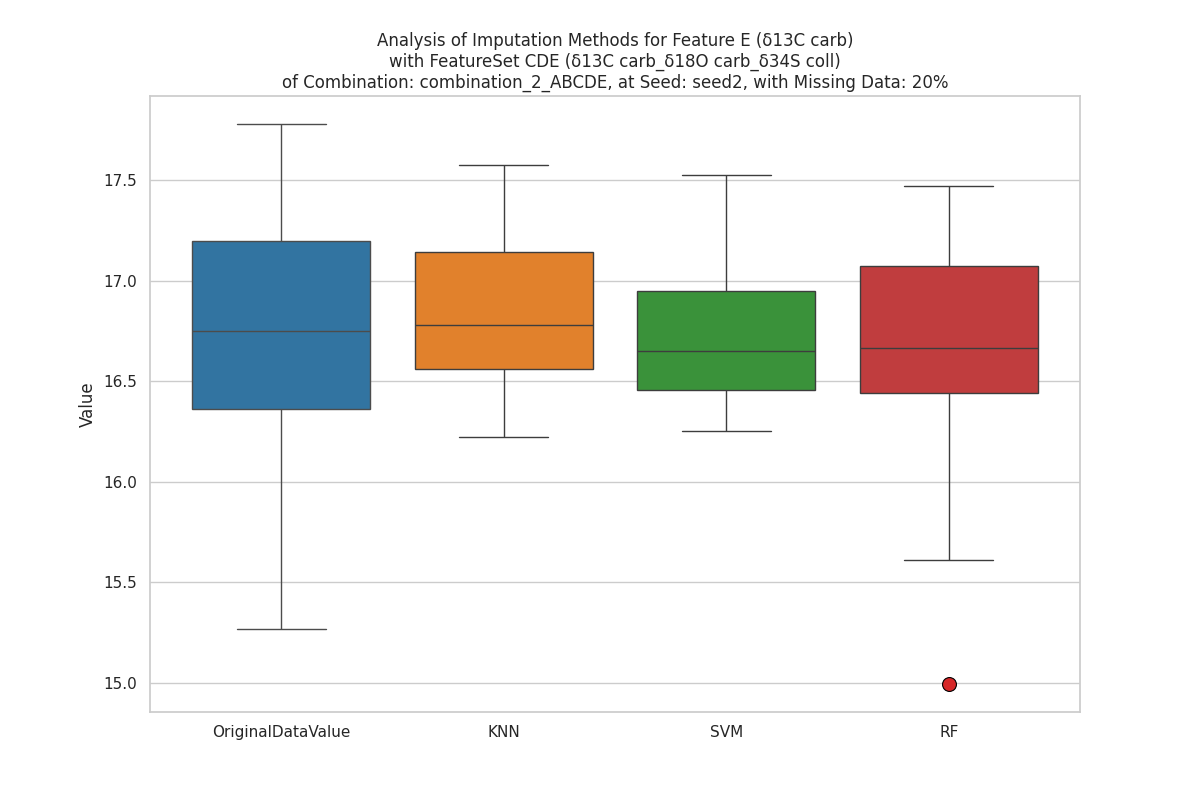 Analysis of Imputation Methods for Feature E (δ13C carb)
with FeatureSet CDE (δ13C carb_δ18O carb_δ34S coll)
of Combination: combination_2_ABCDE, at Seed: seed2, with Missing Data: 20%
Value
17.5
17.0
16.5
16.0
15.5
15.0
OriginalDataValue
KNN
SVM
RF